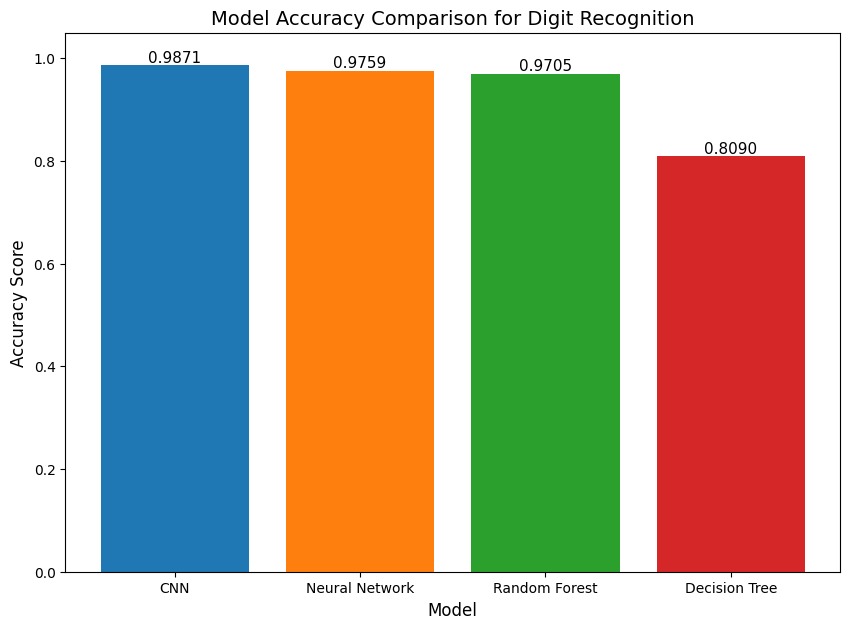 Model Accuracy Comparison for Digit Recognition
Accuracy Score
1.0
0.8
0.6
0.4
0.2
0.0
0.9871
0.9759
0.9705
0.8090
CNN
Neural Network
Random Forest
Decision Tree
Model